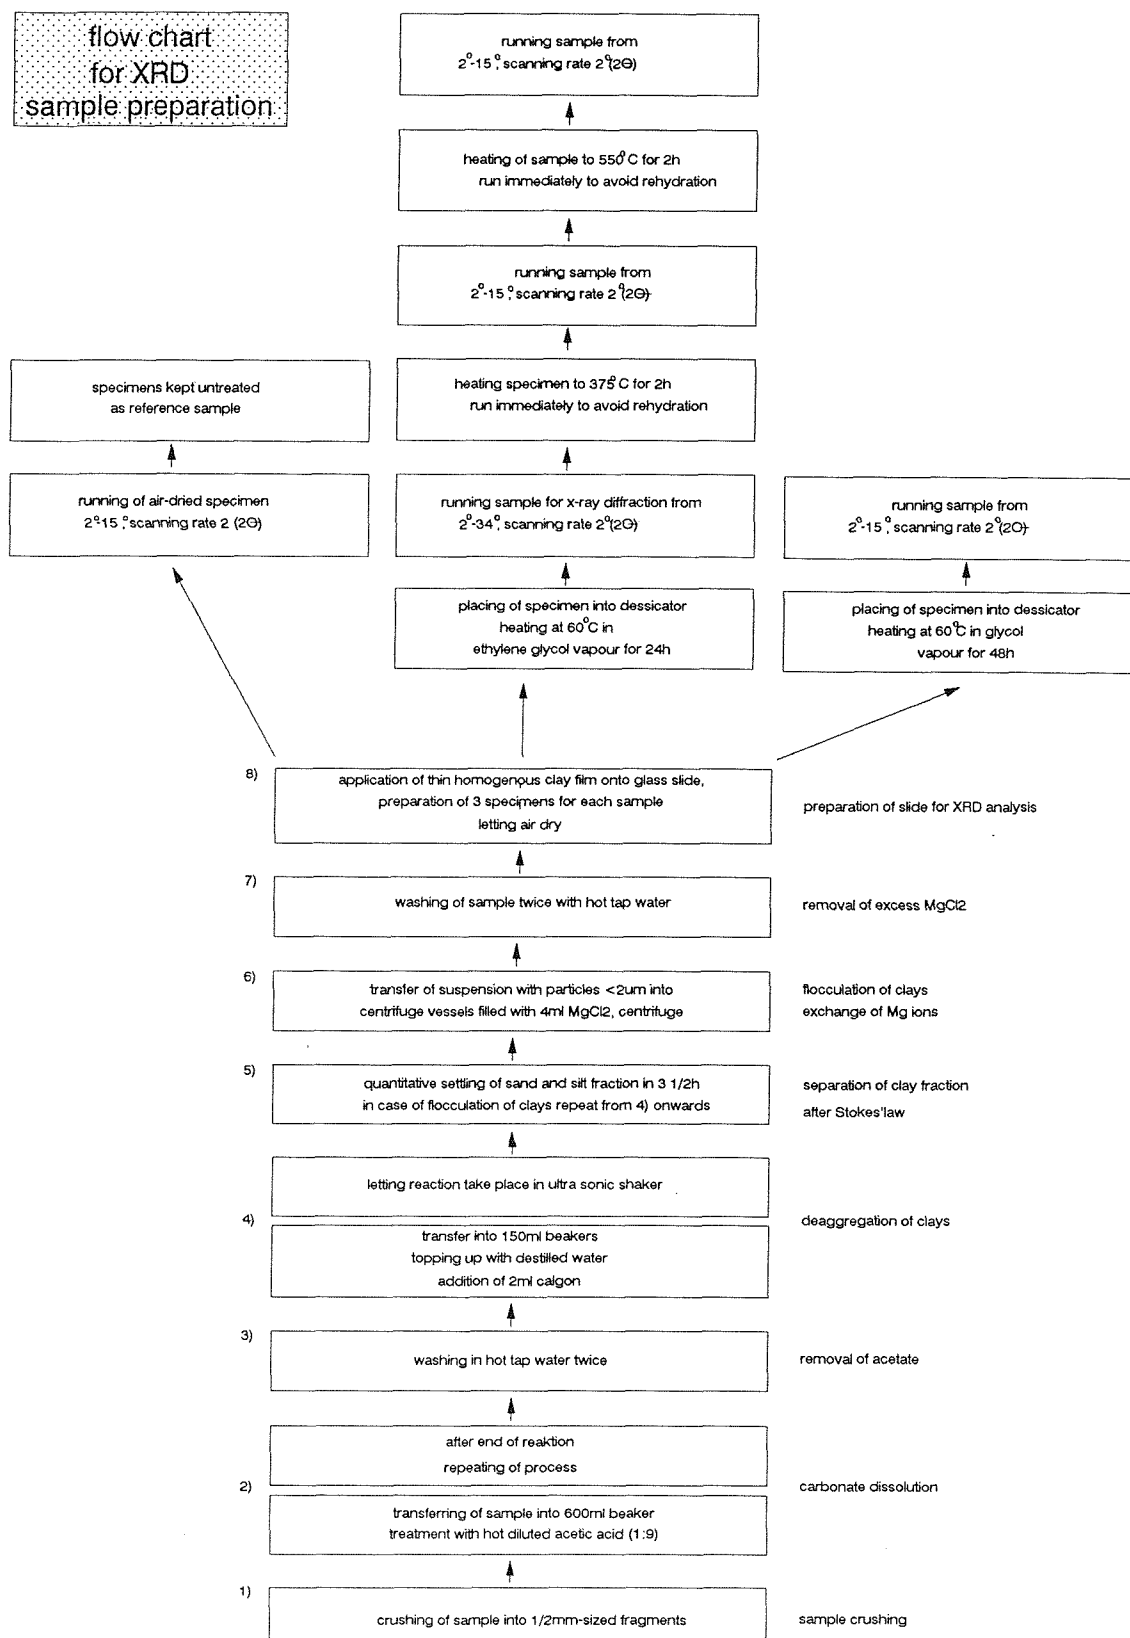 flow chart
for XRD
sample preparation
running sample from
2°-15°, scanning rate 2°(2Θ)
heating of sample to 550°C for 2h
run immediately to avoid rehydration
running sample from
2°-15°, scanning rate 2°(2Θ)
specimens kept untreated
as reference sample
heating specimen to 375°C for 2h
run immediately to avoid rehydration
running of air-dried specimen
2°-15°, scanning rate 2 (2Θ)
running sample for x-ray diffraction from
2°-34°, scanning rate 2°(2Θ)
running sample from
2°-15°, scanning rate 2°(2Θ)
placing of specimen into dessicator
heating at 60°C in
ethylene glycol vapour for 24h
placing of specimen into dessicator
heating at 60°C in glycol
vapour for 48h
8)
application of thin homogenous clay film onto glass slide,
preparation of 3 specimens for each sample
letting air dry
preparation of slide for XRD analysis
7)
washing of sample twice with hot tap water
removal of excess MgCl2
6)
transfer of suspension with particles <2um into
centrifuge vessels filled with 4ml MgCl2, centrifuge
flocculation of clays
exchange of Mg ions
5)
quantitative settling of sand and silt fraction in 3 1/2h
in case of flocculation of clays repeat from 4) onwards
separation of clay fraction
after Stokes'law
letting reaction take place in ultra sonic shaker
4)
deaggregation of clays
transfer into 150ml beakers
topping up with destilled water
addition of 2ml calgon
3)
washing in hot tap water twice
removal of acetate
after end of reaktion
repeating of process
2)
carbonate dissolution
transferring of sample into 600ml beaker
treatment with hot diluted acetic acid (1:9)
1)
crushing of sample into 1/2mm-sized fragments
sample crushing